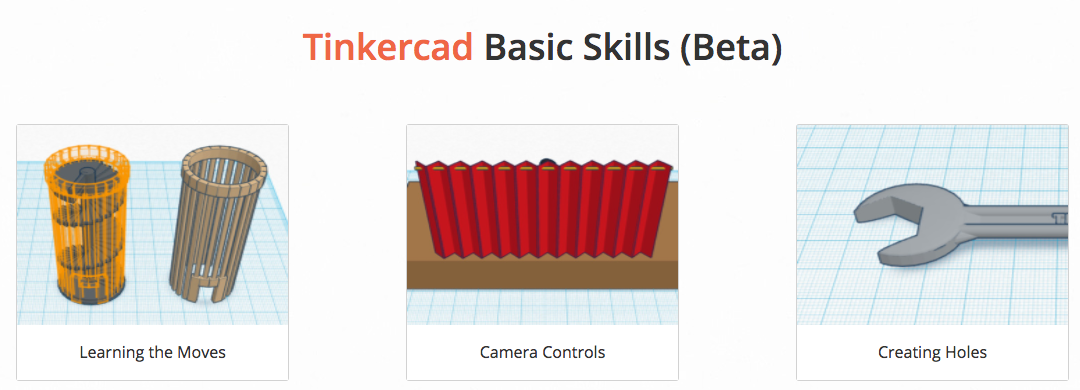 Tinkercad Basic Skills (Beta)
Learning the Moves
Camera Controls
Creating Holes